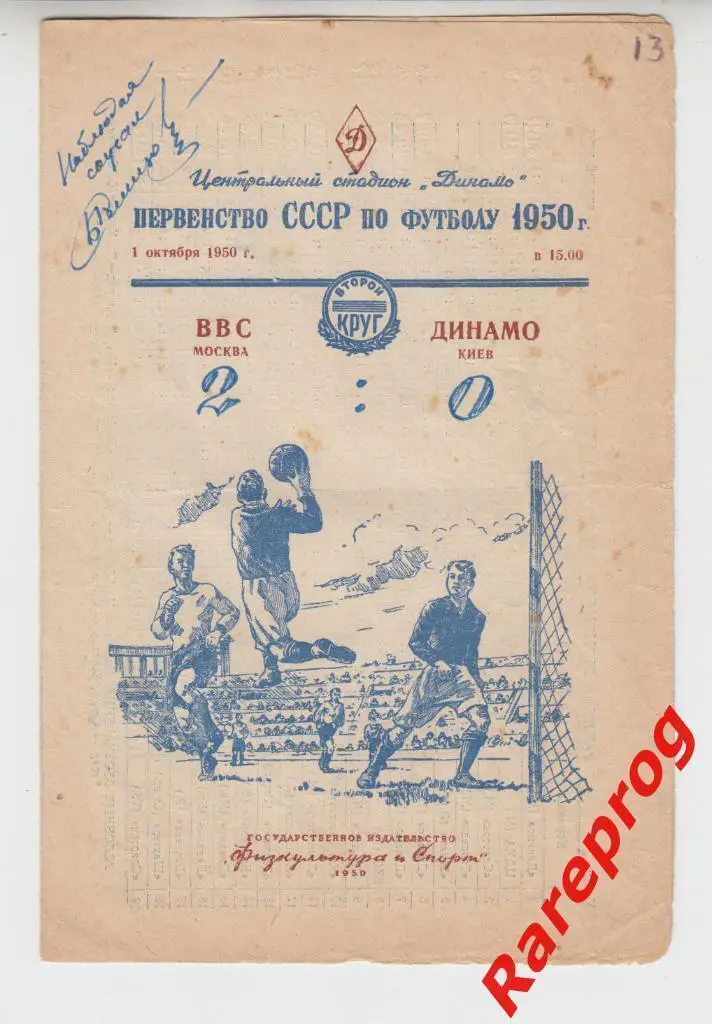 13
Наблюдал
Д
Центральный стадион „Динамо"
ПЕРВЕНСТВО СССР ПО ФУТБОЛУ 1950 г.
1 октября 1950 г. в 15.00
ВТОРОЙ
КРУГ
ВВС ДИНАМО
МОСКВА КИЕВ
2 : 0
ГОСУДАРСТВЕННОЕ ИЗДАТЕЛЬСТВО
„Физкультура и Спорт"
1950
Rareprog